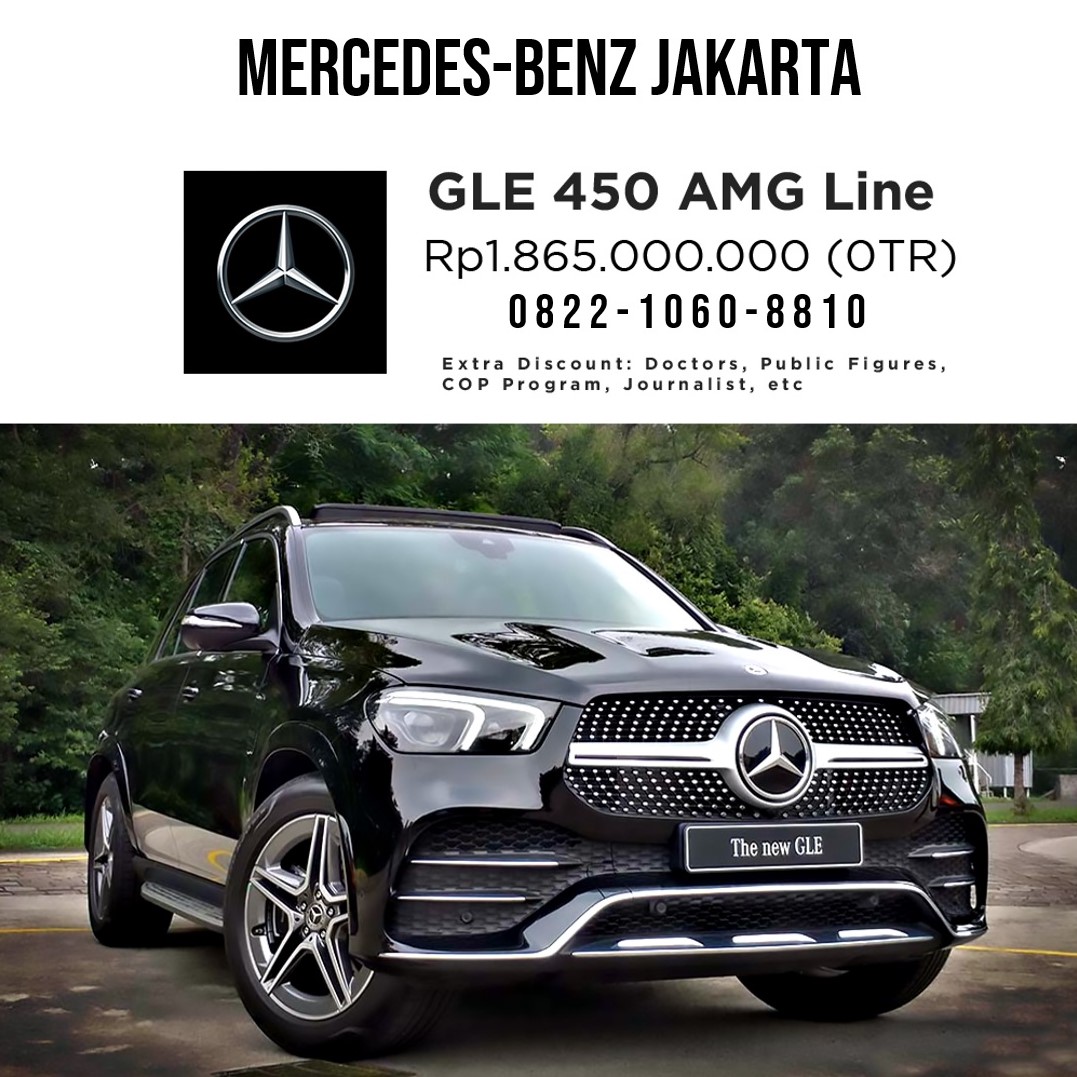 MERCEDES-BENZ JAKARTA
GLE 450 AMG Line
Rp1.865.000.000 (OTR)
0822-1060-8810
Extra Discount: Doctors, Public Figures,
COP Program, Journalist, etc
The new GLE